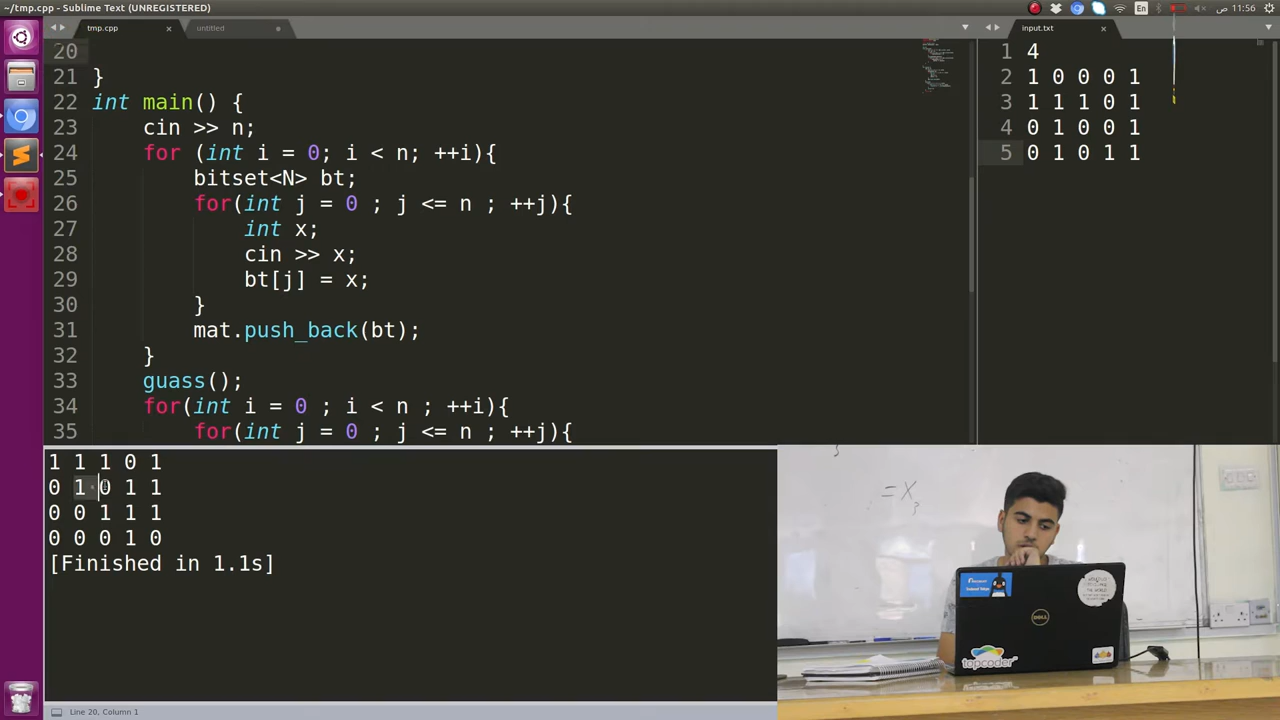 ~/tmp.cpp - Sublime Text (UNREGISTERED)
En
11:56 ص
tmp.cpp
untitled
20
21 }
22 int main() {
23 cin >> n;
24 for (int i = 0; i < n; ++i){
25 bitset<N> bt;
26 for(int j = 0 ; j <= n ; ++j){
27 int x;
28 cin >> x;
29 bt[j] = x;
30 }
31 mat.push_back(bt);
32 }
33 guass();
34 for(int i = 0 ; i < n ; ++i){
35 for(int j = 0 ; j <= n ; ++j){
input.txt
1 4
2 1 0 0 0 1
3 1 1 1 0 1
4 0 1 0 0 1
5 0 1 0 1 1
1 1 1 0 1
0 1 0 1 1
0 0 1 1 1
0 0 0 1 0
[Finished in 1.1s]
= X
DELL
topcoder
Line 20, Column 1